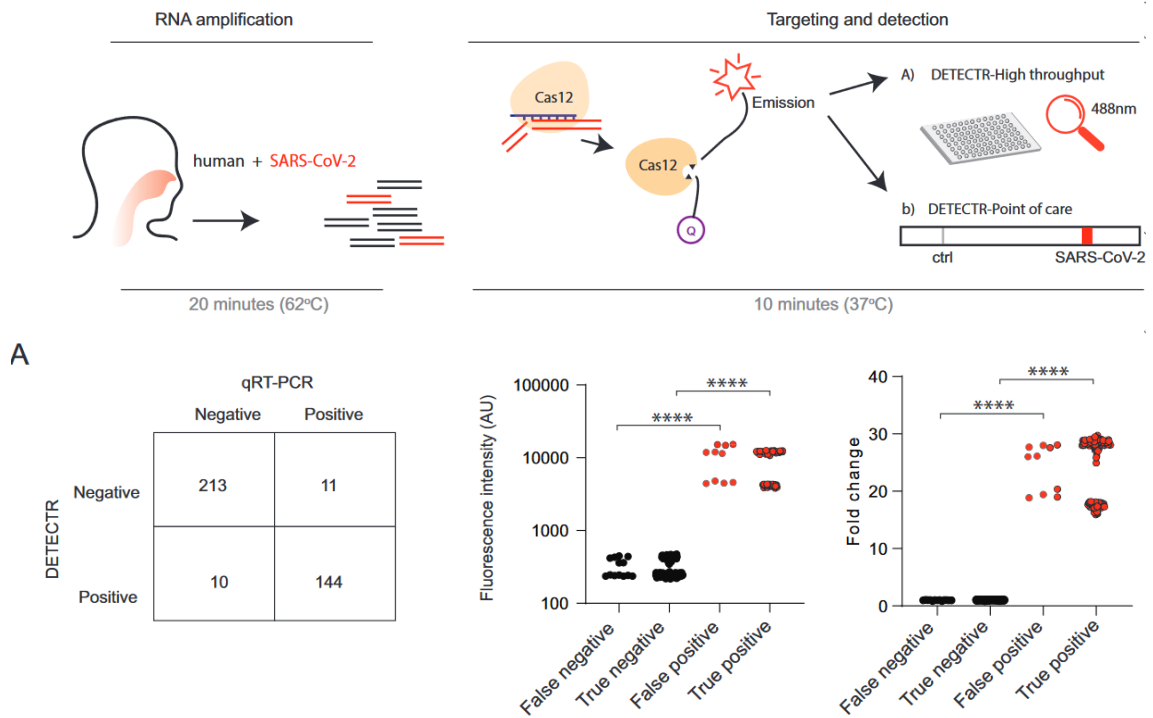 RNA amplification
Targeting and detection
Cas12
Emission
A) DETECTR-High throughput
488nm
human + SARS-CoV-2
Cas12
Q
b) DETECTR-Point of care
ctrl
SARS-CoV-2
20 minutes (62°C)
10 minutes (37°C)
A
qRT-PCR
Negative Positive
DETECTR
Negative 213 11
Positive 10 144
Fluorescence intensity (AU)
100000
10000
1000
100
****
****
False negative
True negative
False positive
True positive
Fold change
40
30
20
10
0
****
****
False negative
True negative
False positive
True positive